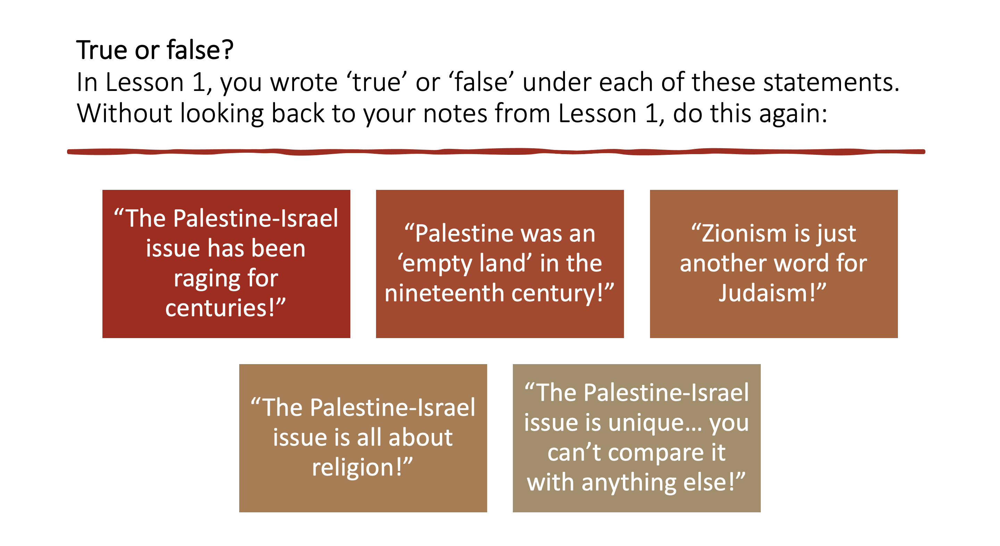 True or false?
In Lesson 1, you wrote ‘true’ or ‘false’ under each of these statements.
Without looking back to your notes from Lesson 1, do this again:
“The Palestine-Israel
issue has been
raging for
centuries!”
“Palestine was an
‘empty land’ in the
nineteenth century!”
“Zionism is just
another word for
Judaism!”
“The Palestine-Israel
issue is all about
religion!”
“The Palestine-Israel
issue is unique… you
can’t compare it
with anything else!”